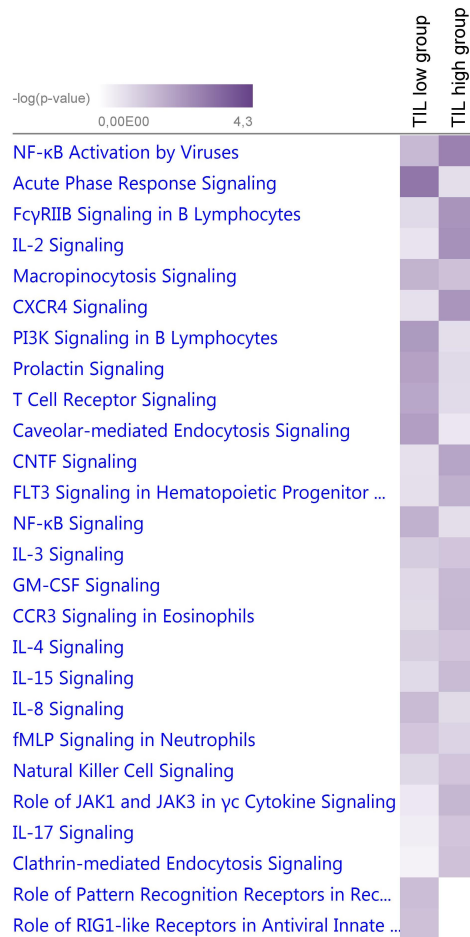 TIL low group
TIL high group
-log(p-value)
0,00E00 4,3
NF-κB Activation by Viruses
Acute Phase Response Signaling
FcγRIIB Signaling in B Lymphocytes
IL-2 Signaling
Macropinocytosis Signaling
CXCR4 Signaling
PI3K Signaling in B Lymphocytes
Prolactin Signaling
T Cell Receptor Signaling
Caveolar-mediated Endocytosis Signaling
CNTF Signaling
FLT3 Signaling in Hematopoietic Progenitor ...
NF-κB Signaling
IL-3 Signaling
GM-CSF Signaling
CCR3 Signaling in Eosinophils
IL-4 Signaling
IL-15 Signaling
IL-8 Signaling
fMLP Signaling in Neutrophils
Natural Killer Cell Signaling
Role of JAK1 and JAK3 in γc Cytokine Signaling
IL-17 Signaling
Clathrin-mediated Endocytosis Signaling
Role of Pattern Recognition Receptors in Rec...
Role of RIG1-like Receptors in Antiviral Innate ...